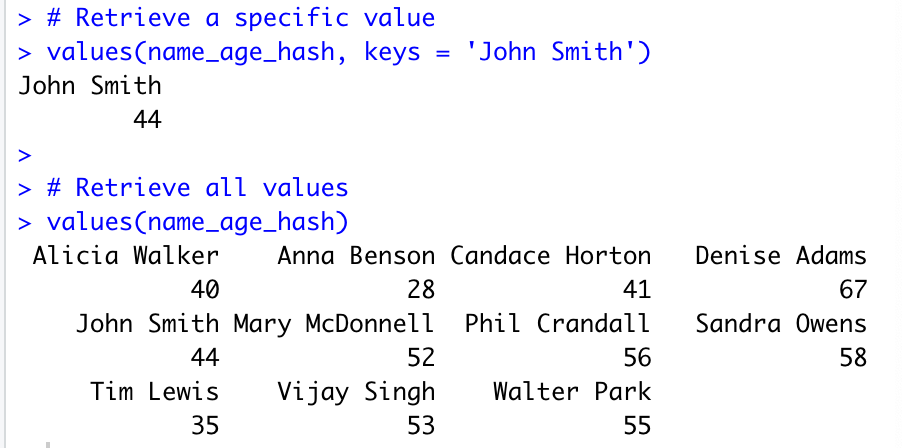 > # Retrieve a specific value
> values(name_age_hash, keys = 'John Smith')
John Smith
        44
>
> # Retrieve all values
> values(name_age_hash)
 Alicia Walker    Anna Benson Candace Horton   Denise Adams
            40             28             41             67
    John Smith Mary McDonnell  Phil Crandall   Sandra Owens
            44             52             56             58
     Tim Lewis    Vijay Singh    Walter Park
            35             53             55